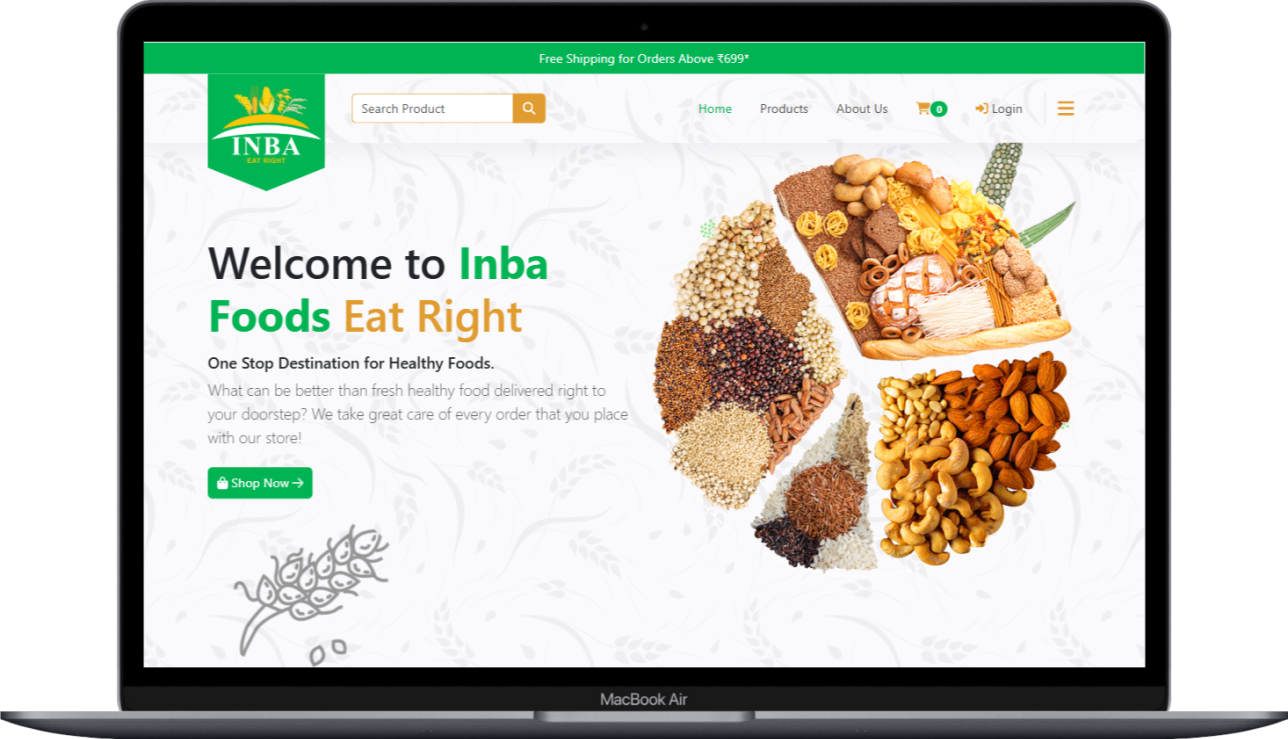 Free Shipping for Orders Above ₹699*
INBA
EAT RIGHT
Search Product
Home
Products
About Us
0
Login
Welcome to Inba
Foods Eat Right
One Stop Destination for Healthy Foods.
What can be better than fresh healthy food delivered right to
your doorstep? We take great care of every order that you place
with our store!
Shop Now
MacBook Air